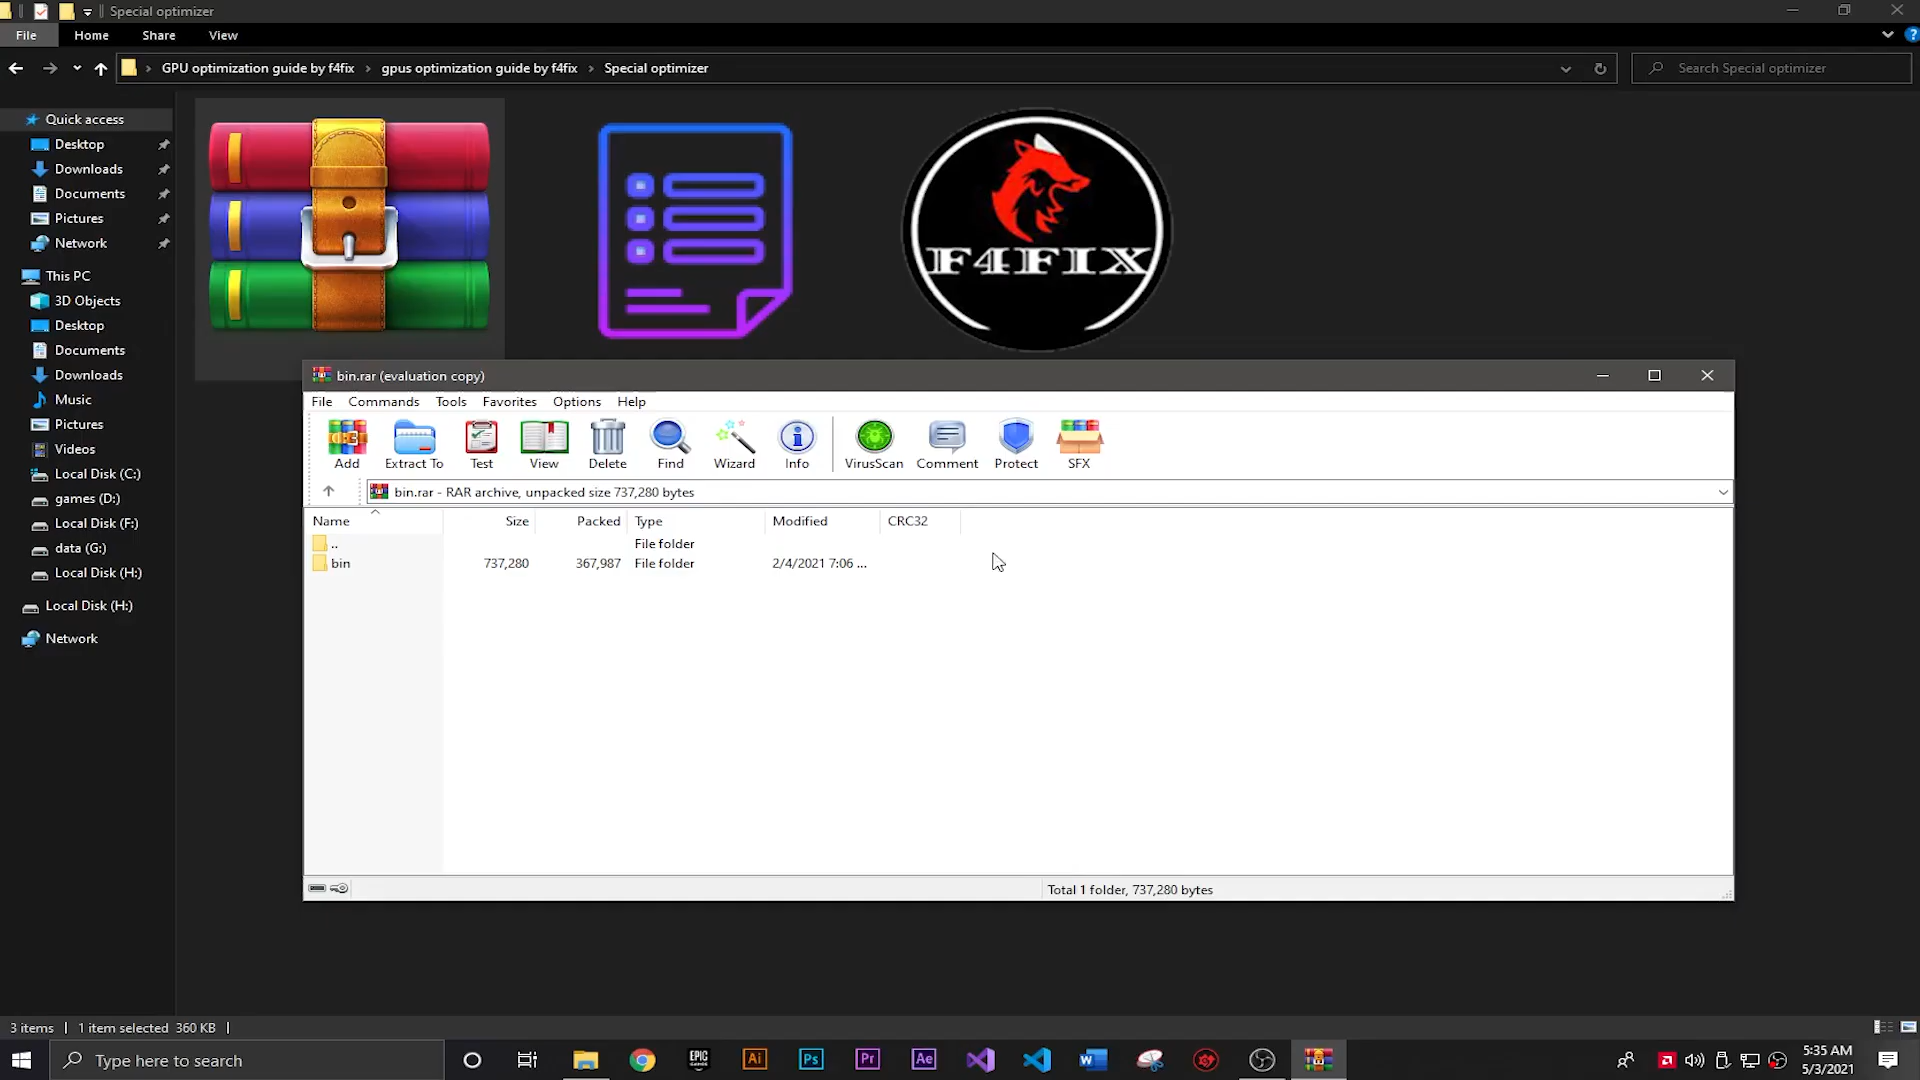 Special optimizer
File Home Share View
GPU optimization guide by f4fix gpus optimization guide by f4fix Special optimizer
Search Special optimizer
Quick access
Desktop
Downloads
Documents
Pictures
Network
This PC
3D Objects
Desktop
Documents
Downloads
Music
Pictures
Videos
Local Disk (C:)
games (D:)
Local Disk (F:)
data (G:)
Local Disk (H:)
Local Disk (H:)
Network
F4FIX
bin.rar (evaluation copy)
File Commands Tools Favorites Options Help
Add Extract To Test View Delete Find Wizard Info VirusScan Comment Protect SFX
bin.rar - RAR archive, unpacked size 737,280 bytes
Name Size Packed Type Modified CRC32
.. File folder
bin 737,280 367,987 File folder 2/4/2021 7:06 ...
Total 1 folder, 737,280 bytes
3 items 1 item selected 360 KB
Type here to search
EPIC GAMES
Ai Ps Pr Ae
5:35 AM
5/3/2021